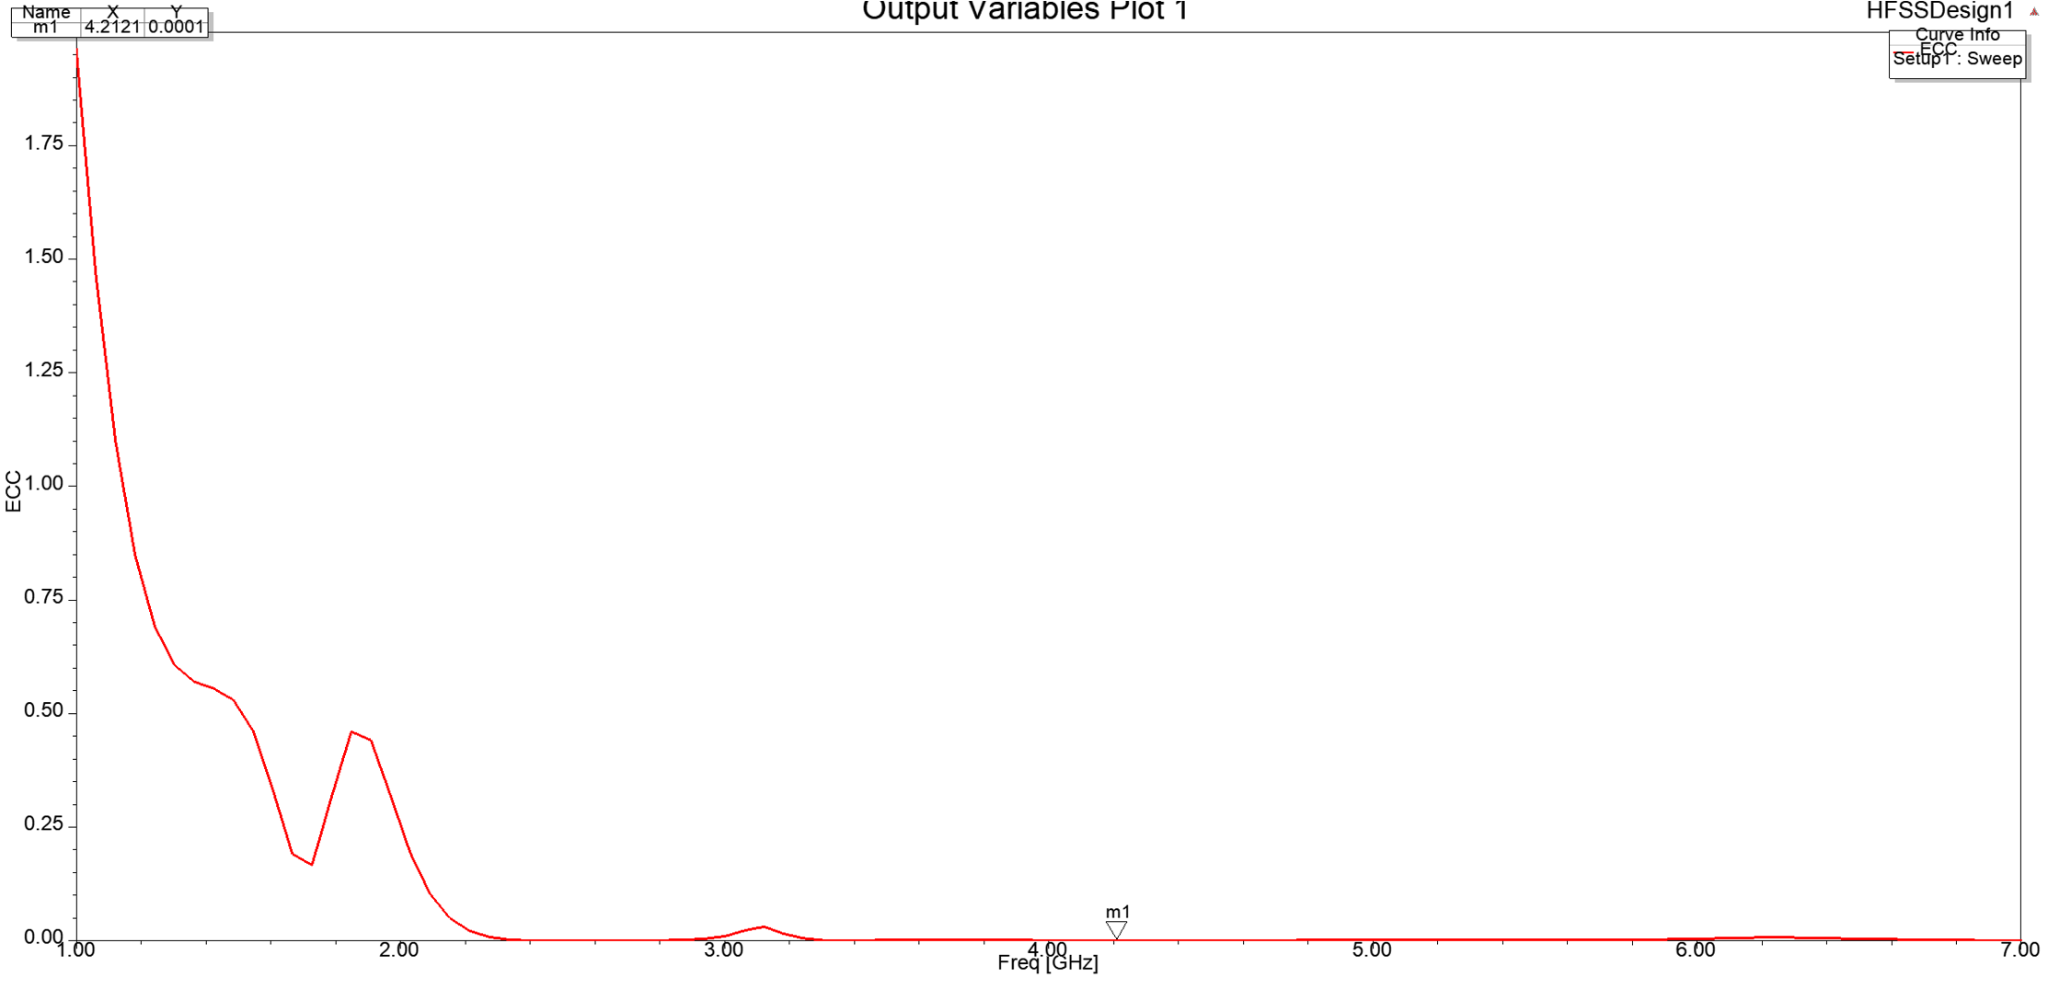 Output Variables Plot 1
HFSSDesign1
Name X Y
m1 4.2121 0.0001
Curve Info
ECC
Setup1 : Sweep
1.75
1.50
1.25
1.00
0.75
0.50
0.25
0.00
ECC
m1
1.00 2.00 3.00 4.00 5.00 6.00 7.00
Freq [GHz]